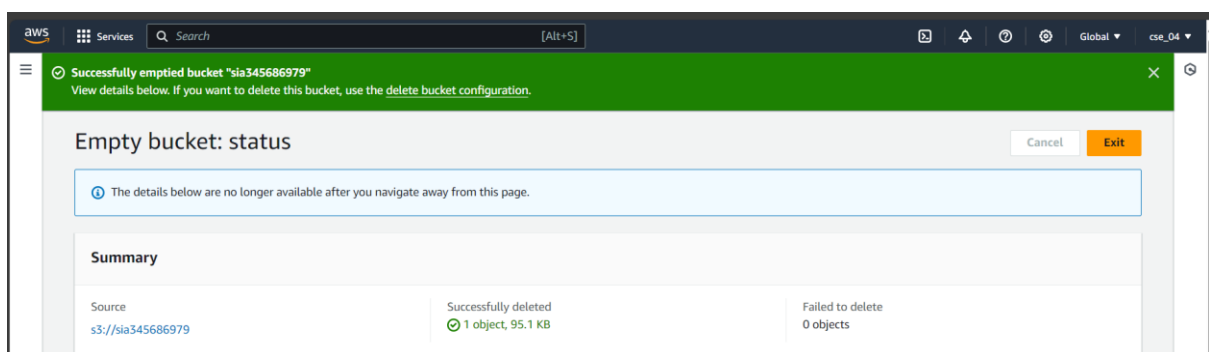 aws
Services
Search [Alt+S]
Global ▼
cse_04 ▼
Successfully emptied bucket "sia345686979"
View details below. If you want to delete this bucket, use the delete bucket configuration.
Empty bucket: status
Cancel
Exit
The details below are no longer available after you navigate away from this page.
Summary
Source
s3://sia345686979
Successfully deleted
1 object, 95.1 KB
Failed to delete
0 objects